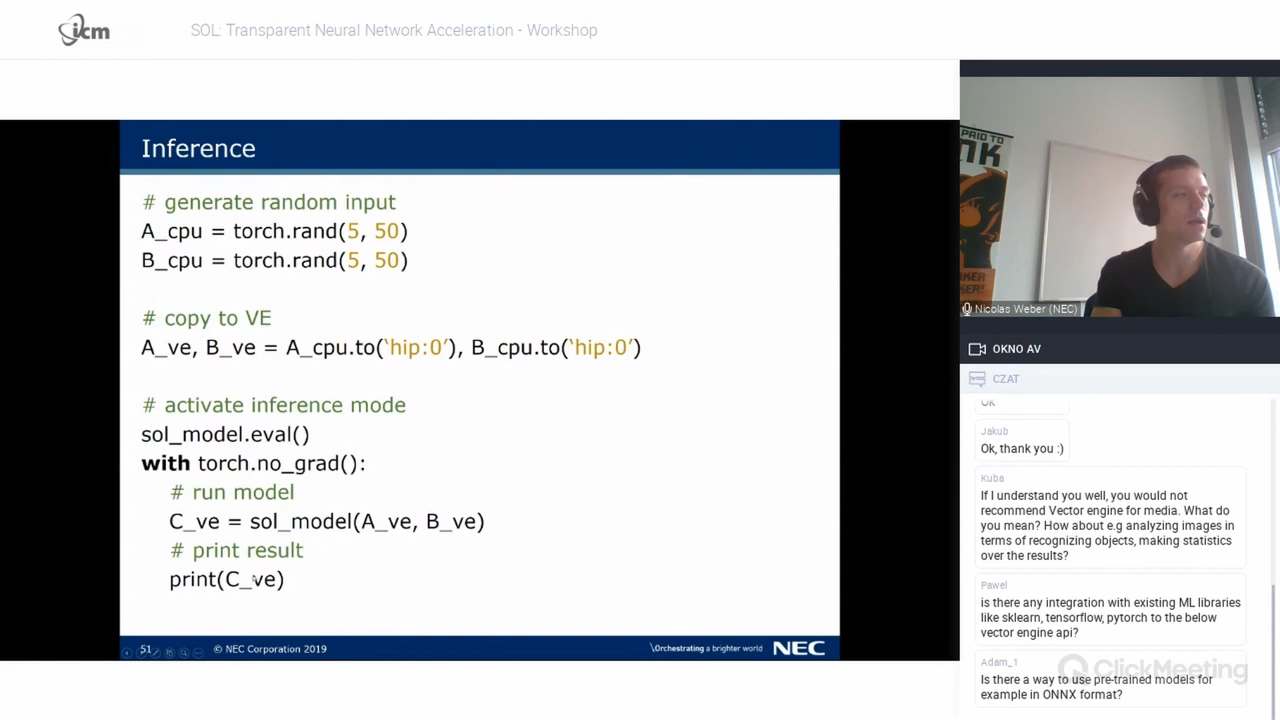 icm
SOL: Transparent Neural Network Acceleration - Workshop
Inference
# generate random input
A_cpu = torch.rand(5, 50)
B_cpu = torch.rand(5, 50)
# copy to VE
A_ve, B_ve = A_cpu.to(‘hip:0’), B_cpu.to(‘hip:0’)
# activate inference mode
sol_model.eval()
with torch.no_grad():
# run model
C_ve = sol_model(A_ve, B_ve)
# print result
print(C_ve)
51
© NEC Corporation 2019
\Orchestrating a brighter world
NEC
PAID TO
NK
Nicolas Weber (NEC)
OKNO AV
CZAT
Ok
Jakub
Ok, thank you :)
Kuba
If I understand you well, you would not
recommend Vector engine for media. What do
you mean? How about e.g analyzing images in
terms of recognizing objects, making statistics
over the results?
Pawel
is there any integration with existing ML libraries
like sklearn, tensorflow, pytorch to the below
vector engine api?
Adam_1
Is there a way to use pre-trained models for
example in ONNX format?
ClickMeeting